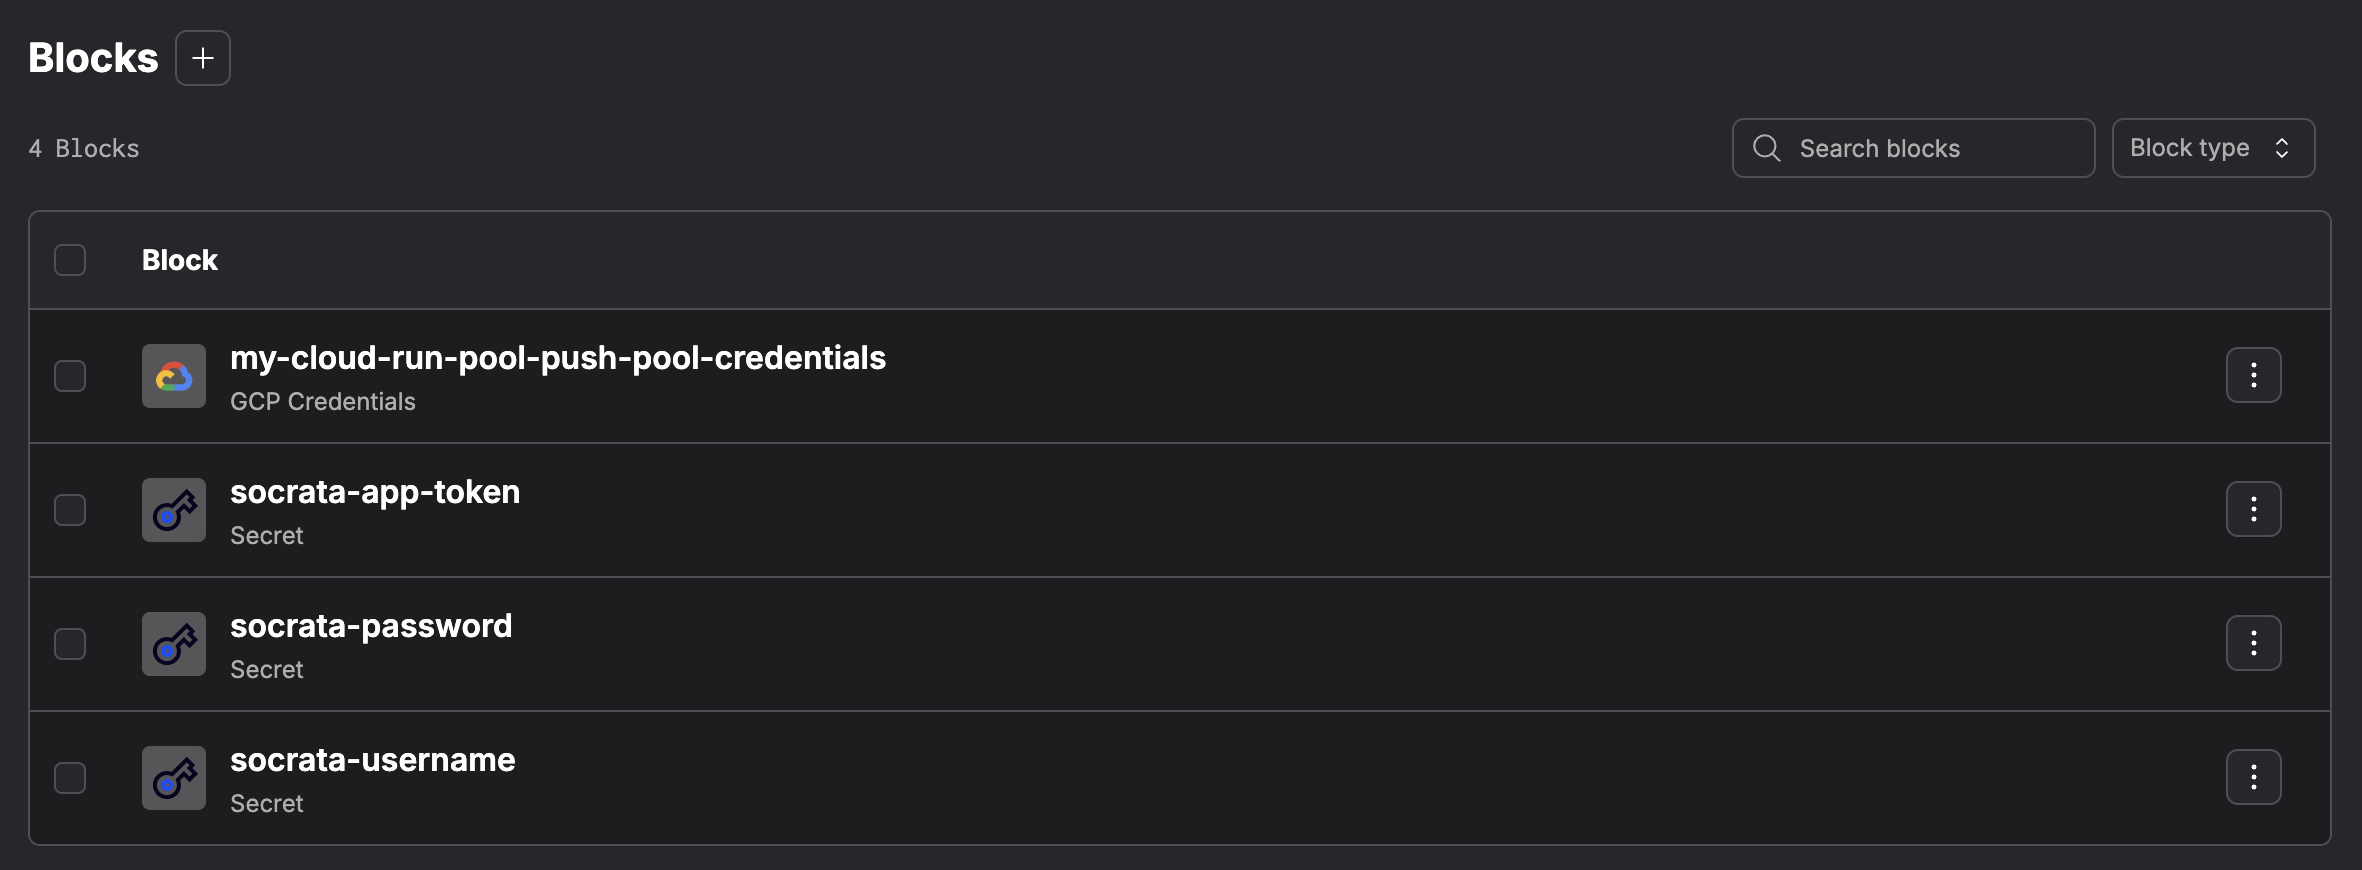 Blocks
4 Blocks
Search blocks
Block type
Block
my-cloud-run-pool-push-pool-credentials
GCP Credentials
socrata-app-token
Secret
socrata-password
Secret
socrata-username
Secret